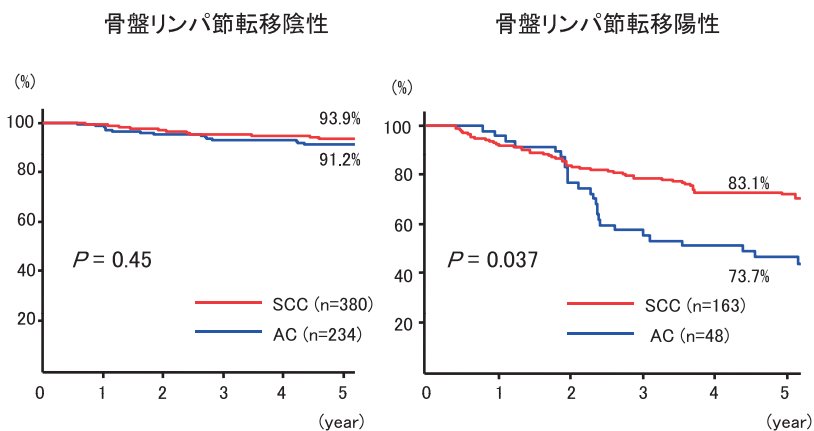 骨盤リンパ節転移陰性
(%)
100
80
60
40
20
93.9%
91.2%
P = 0.45
SCC (n=380)
AC (n=234)
0 1 2 3 4 5
(year)
骨盤リンパ節転移陽性
(%)
100
80
60
40
20
83.1%
73.7%
P = 0.037
SCC (n=163)
AC (n=48)
0 1 2 3 4 5
(year)